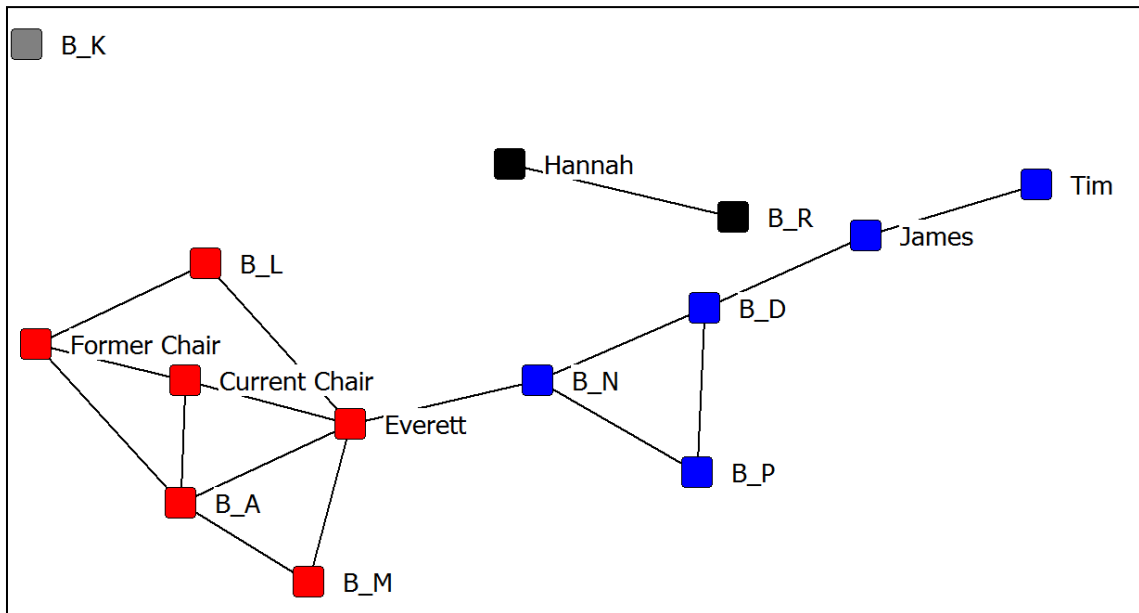 B_K
Hannah
Tim
B_R
James
B_L
B_D
Former Chair
Current Chair
B_N
Everett
B_P
B_A
B_M